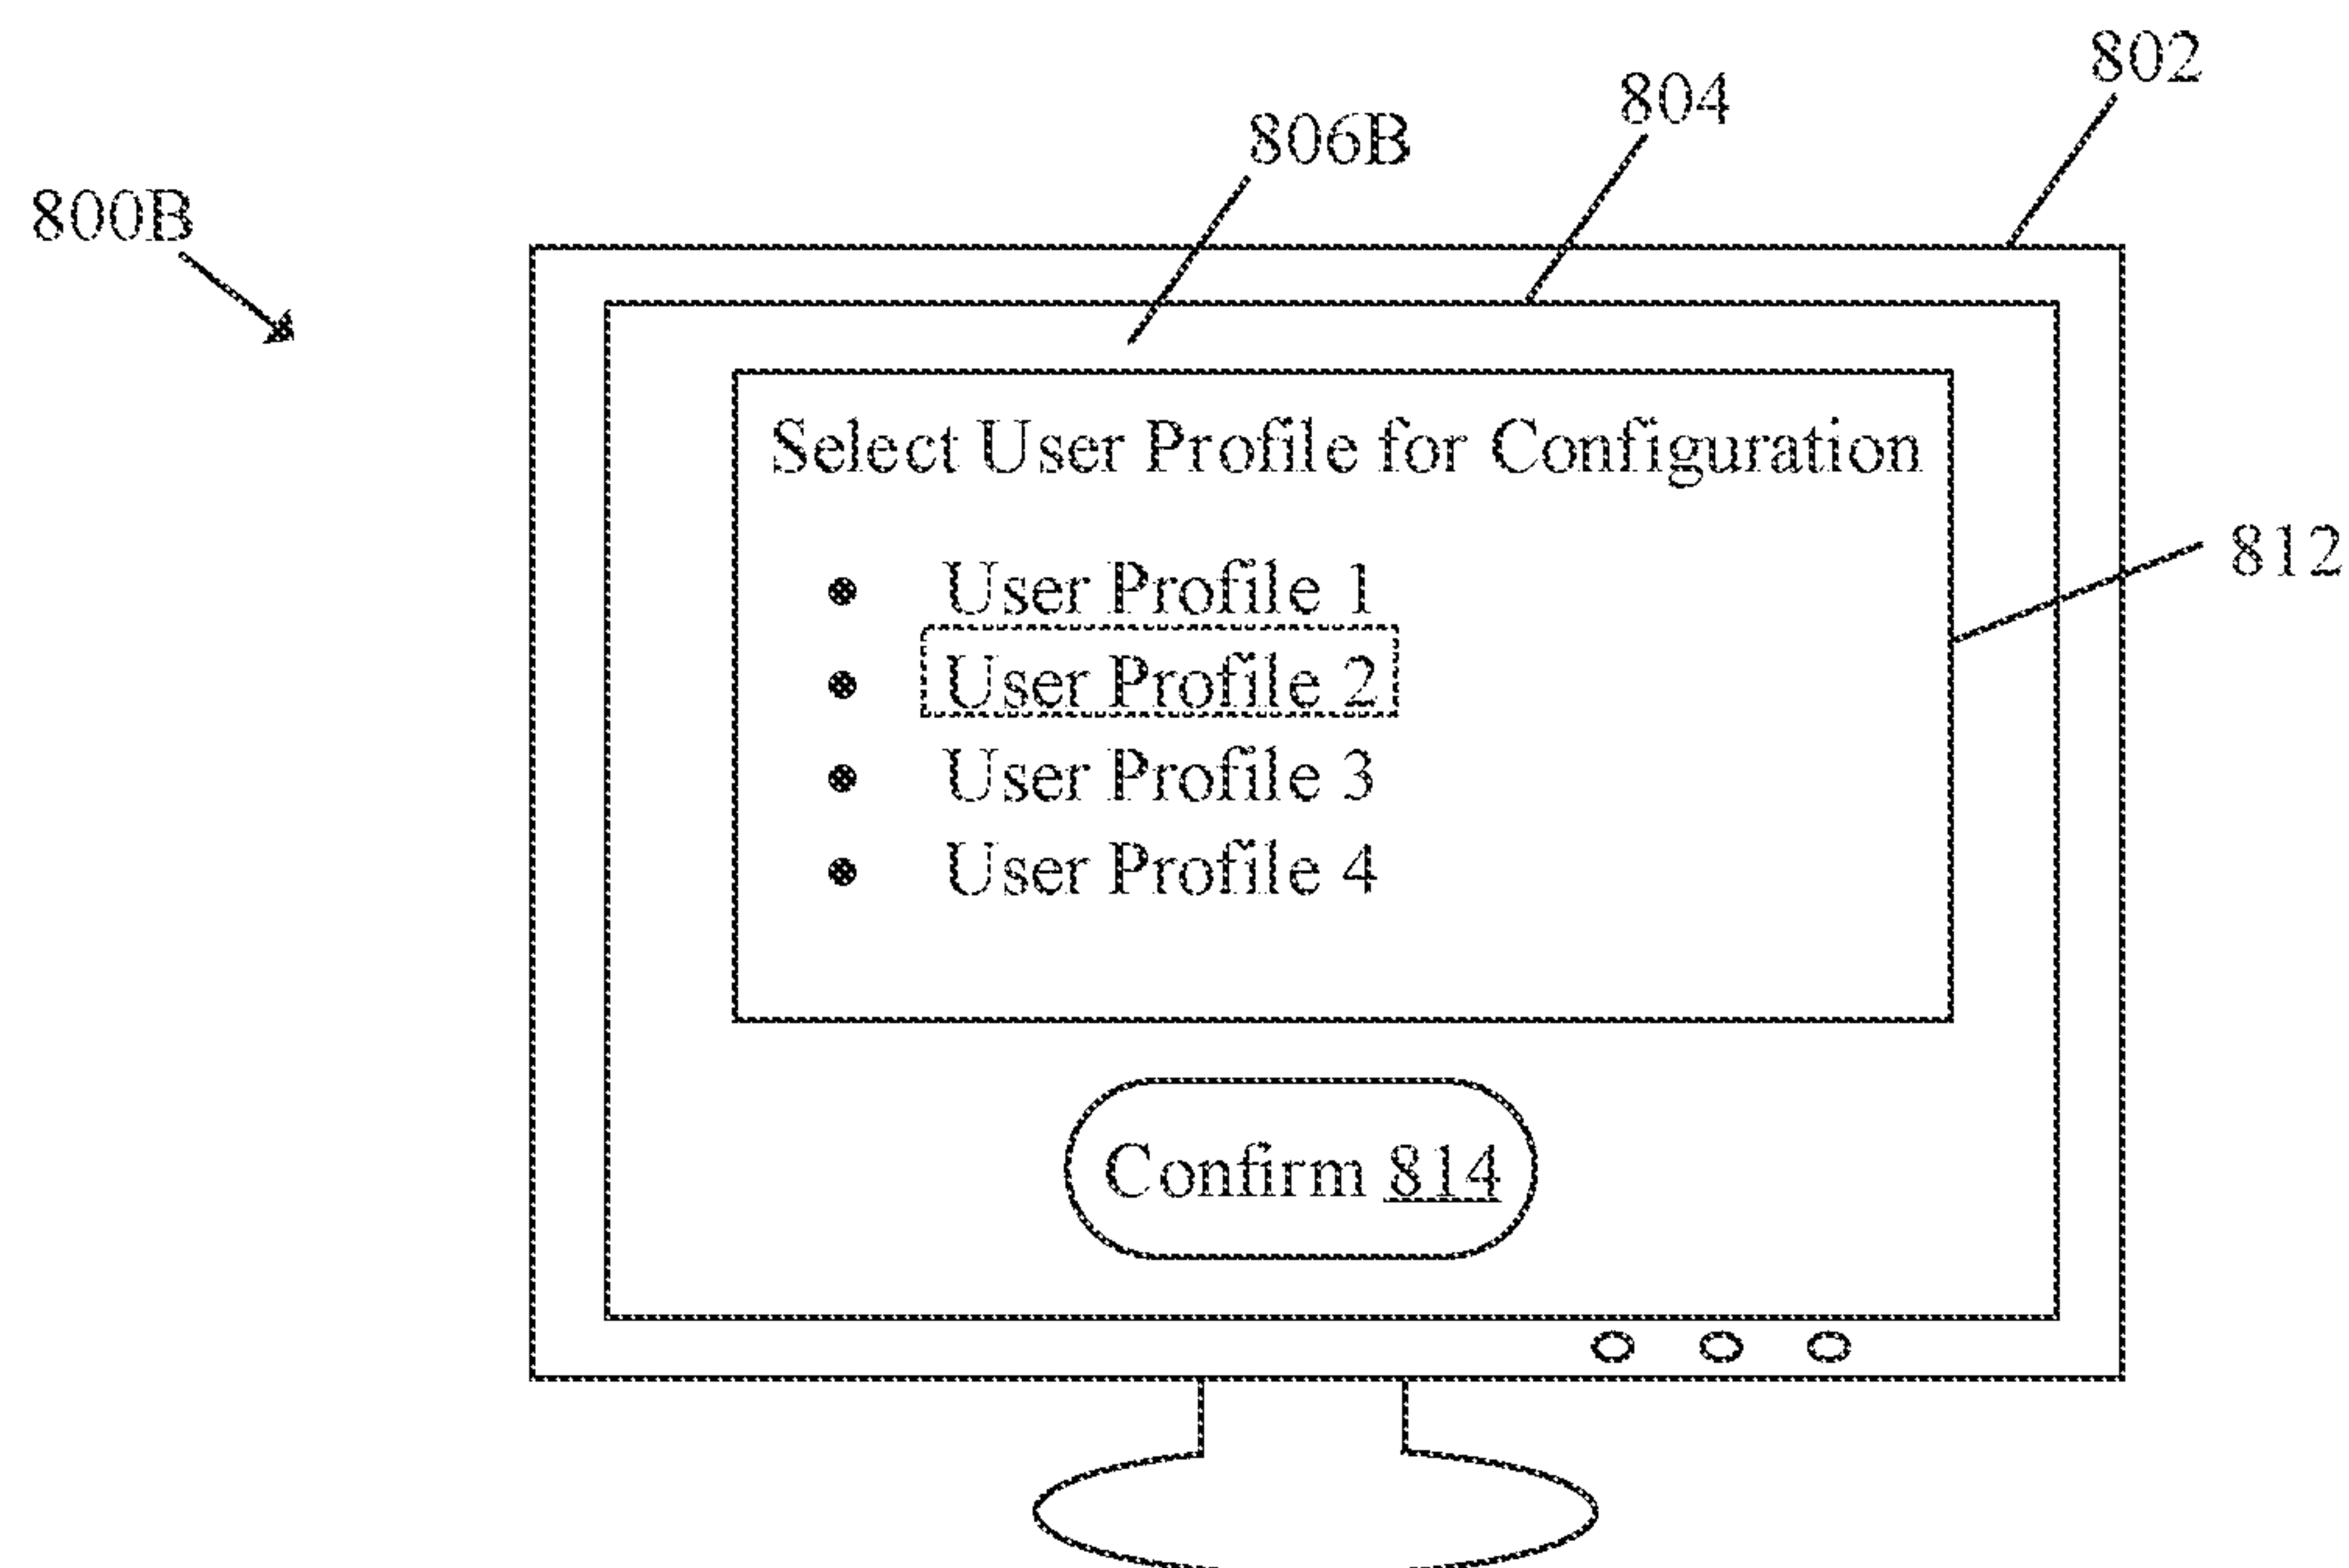 802
804
806B
800B
Select User Profile for Configuration
812
• User Profile 1
• User Profile 2
• User Profile 3
• User Profile 4
Confirm 814